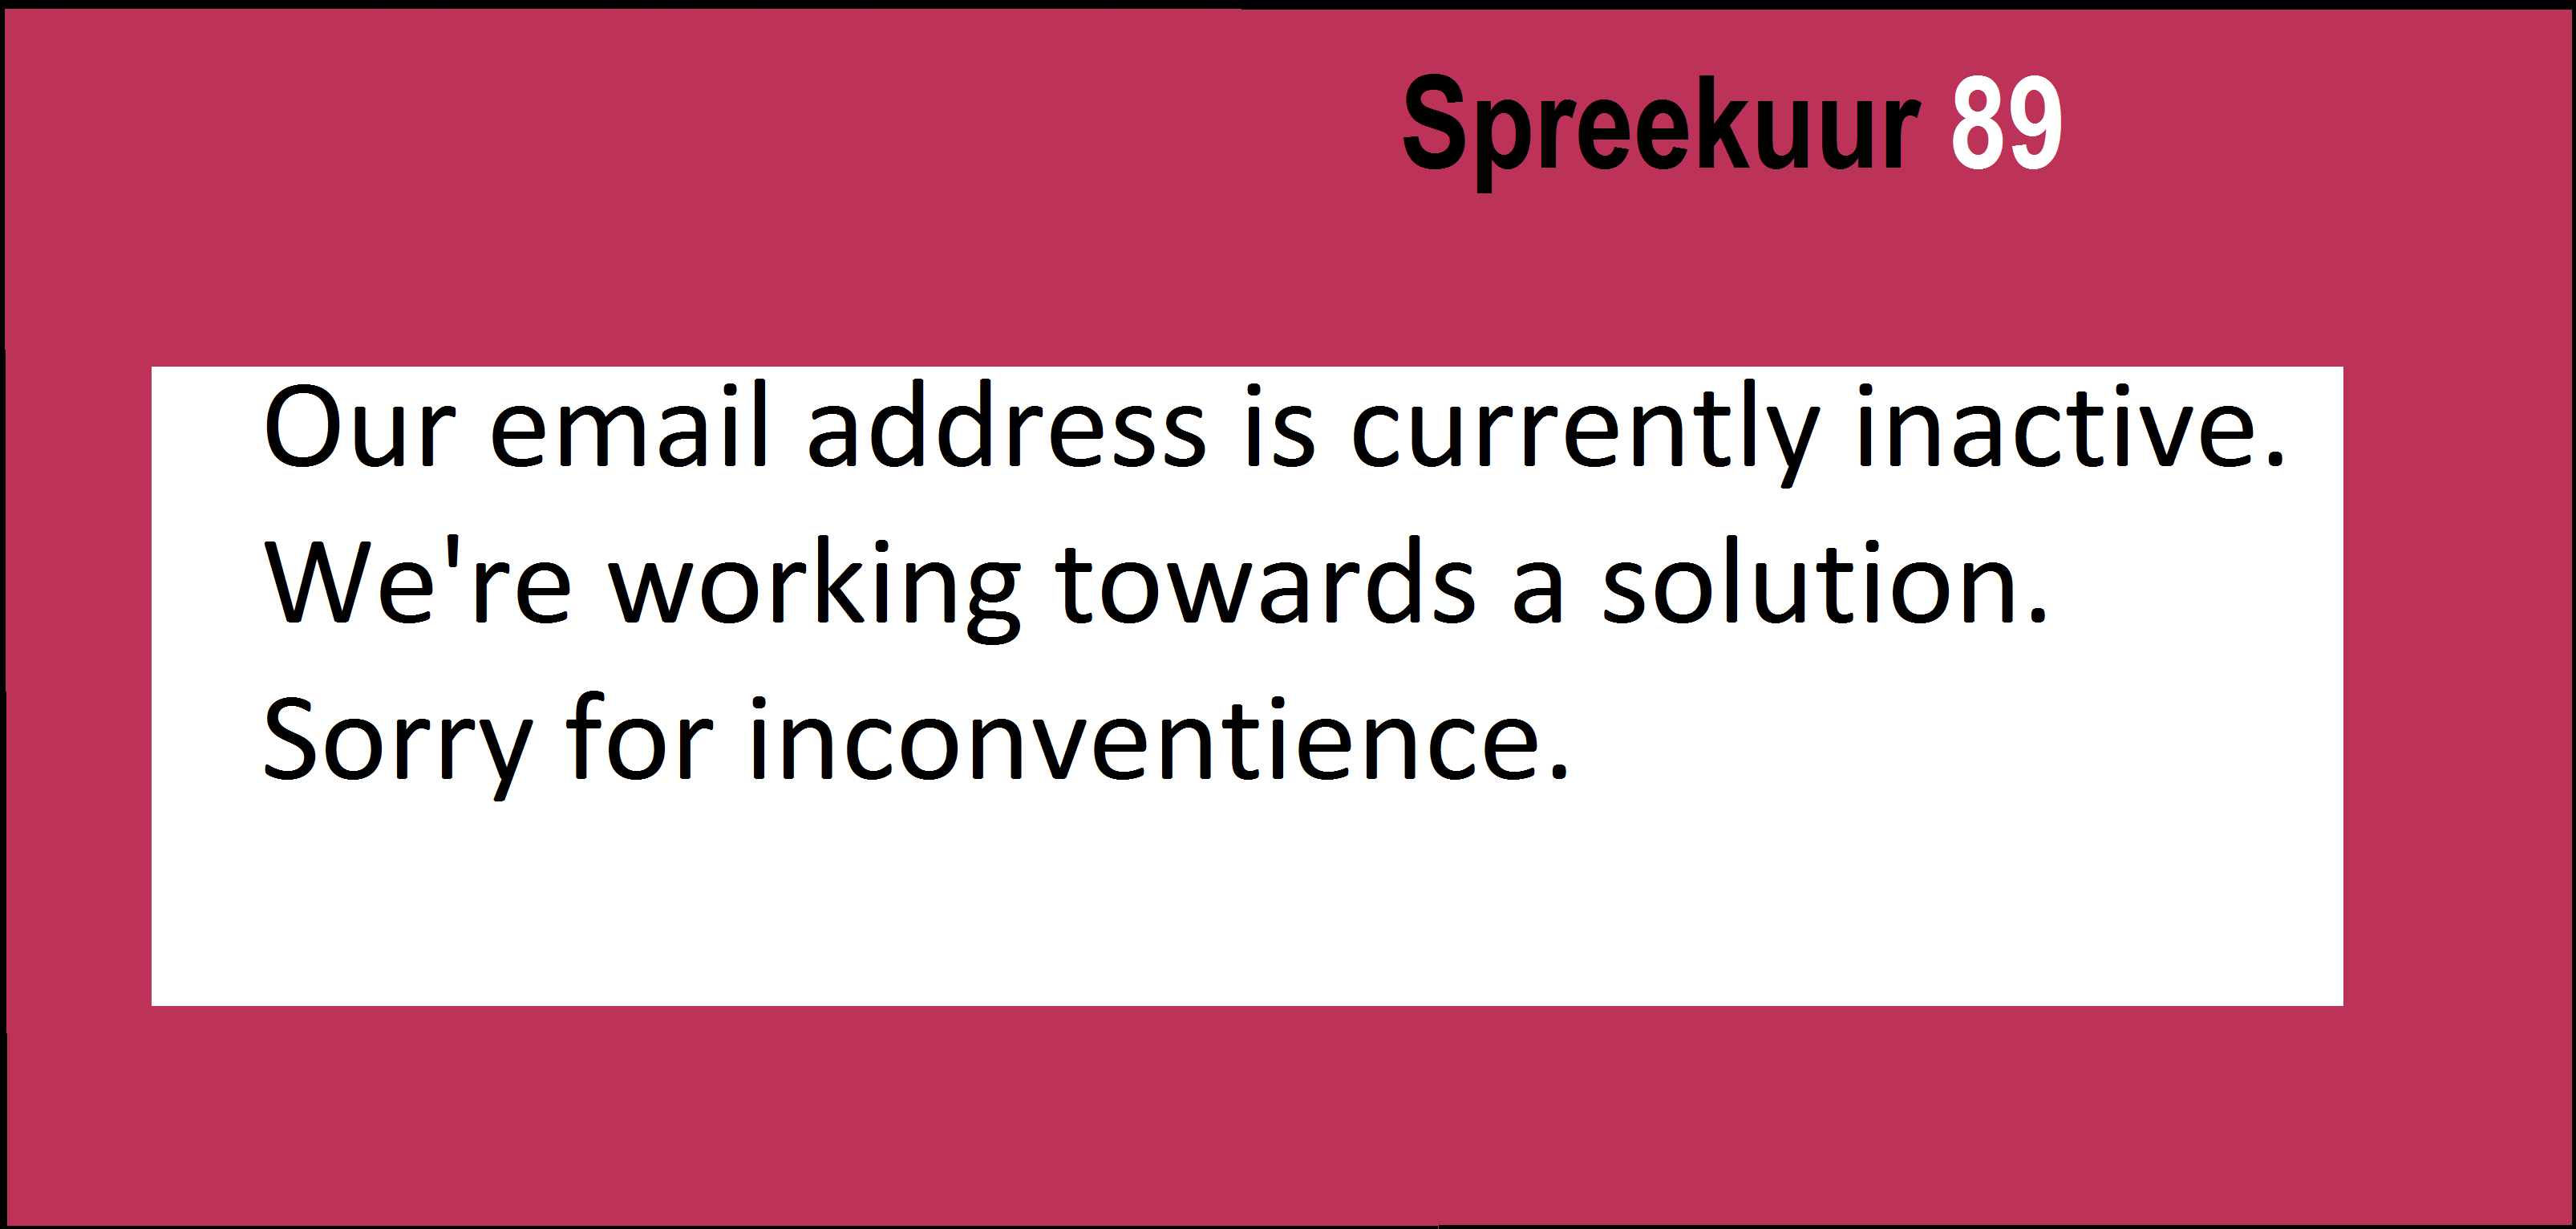 Spreekuur 89
Our email address is currently inactive.
We're working towards a solution.
Sorry for inconventience.